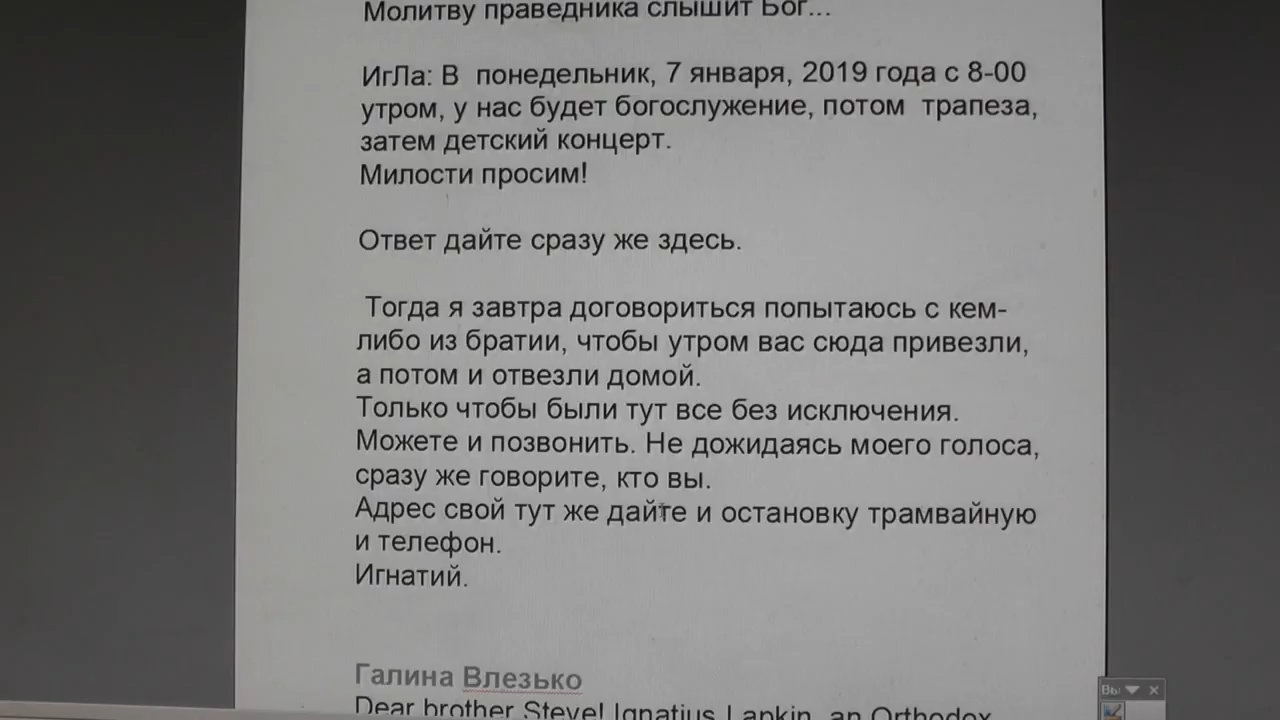 Молитву праведника слышит Бог...
ИгЛа: В понедельник, 7 января, 2019 года с 8-00
утром, у нас будет богослужение, потом трапеза,
затем детский концерт.
Милости просим!
Ответ дайте сразу же здесь.
Тогда я завтра договориться попытаюсь с кем-
либо из братии, чтобы утром вас сюда привезли,
а потом и отвезли домой.
Только чтобы были тут все без исключения.
Можете и позвонить. Не дожидаясь моего голоса,
сразу же говорите, кто вы.
Адрес свой тут же дайте и остановку трамвайную
и телефон.
Игнатий.
Галина Влезько
Dear brother Steve! Ignatius Lapkin, an Orthodox
Вы